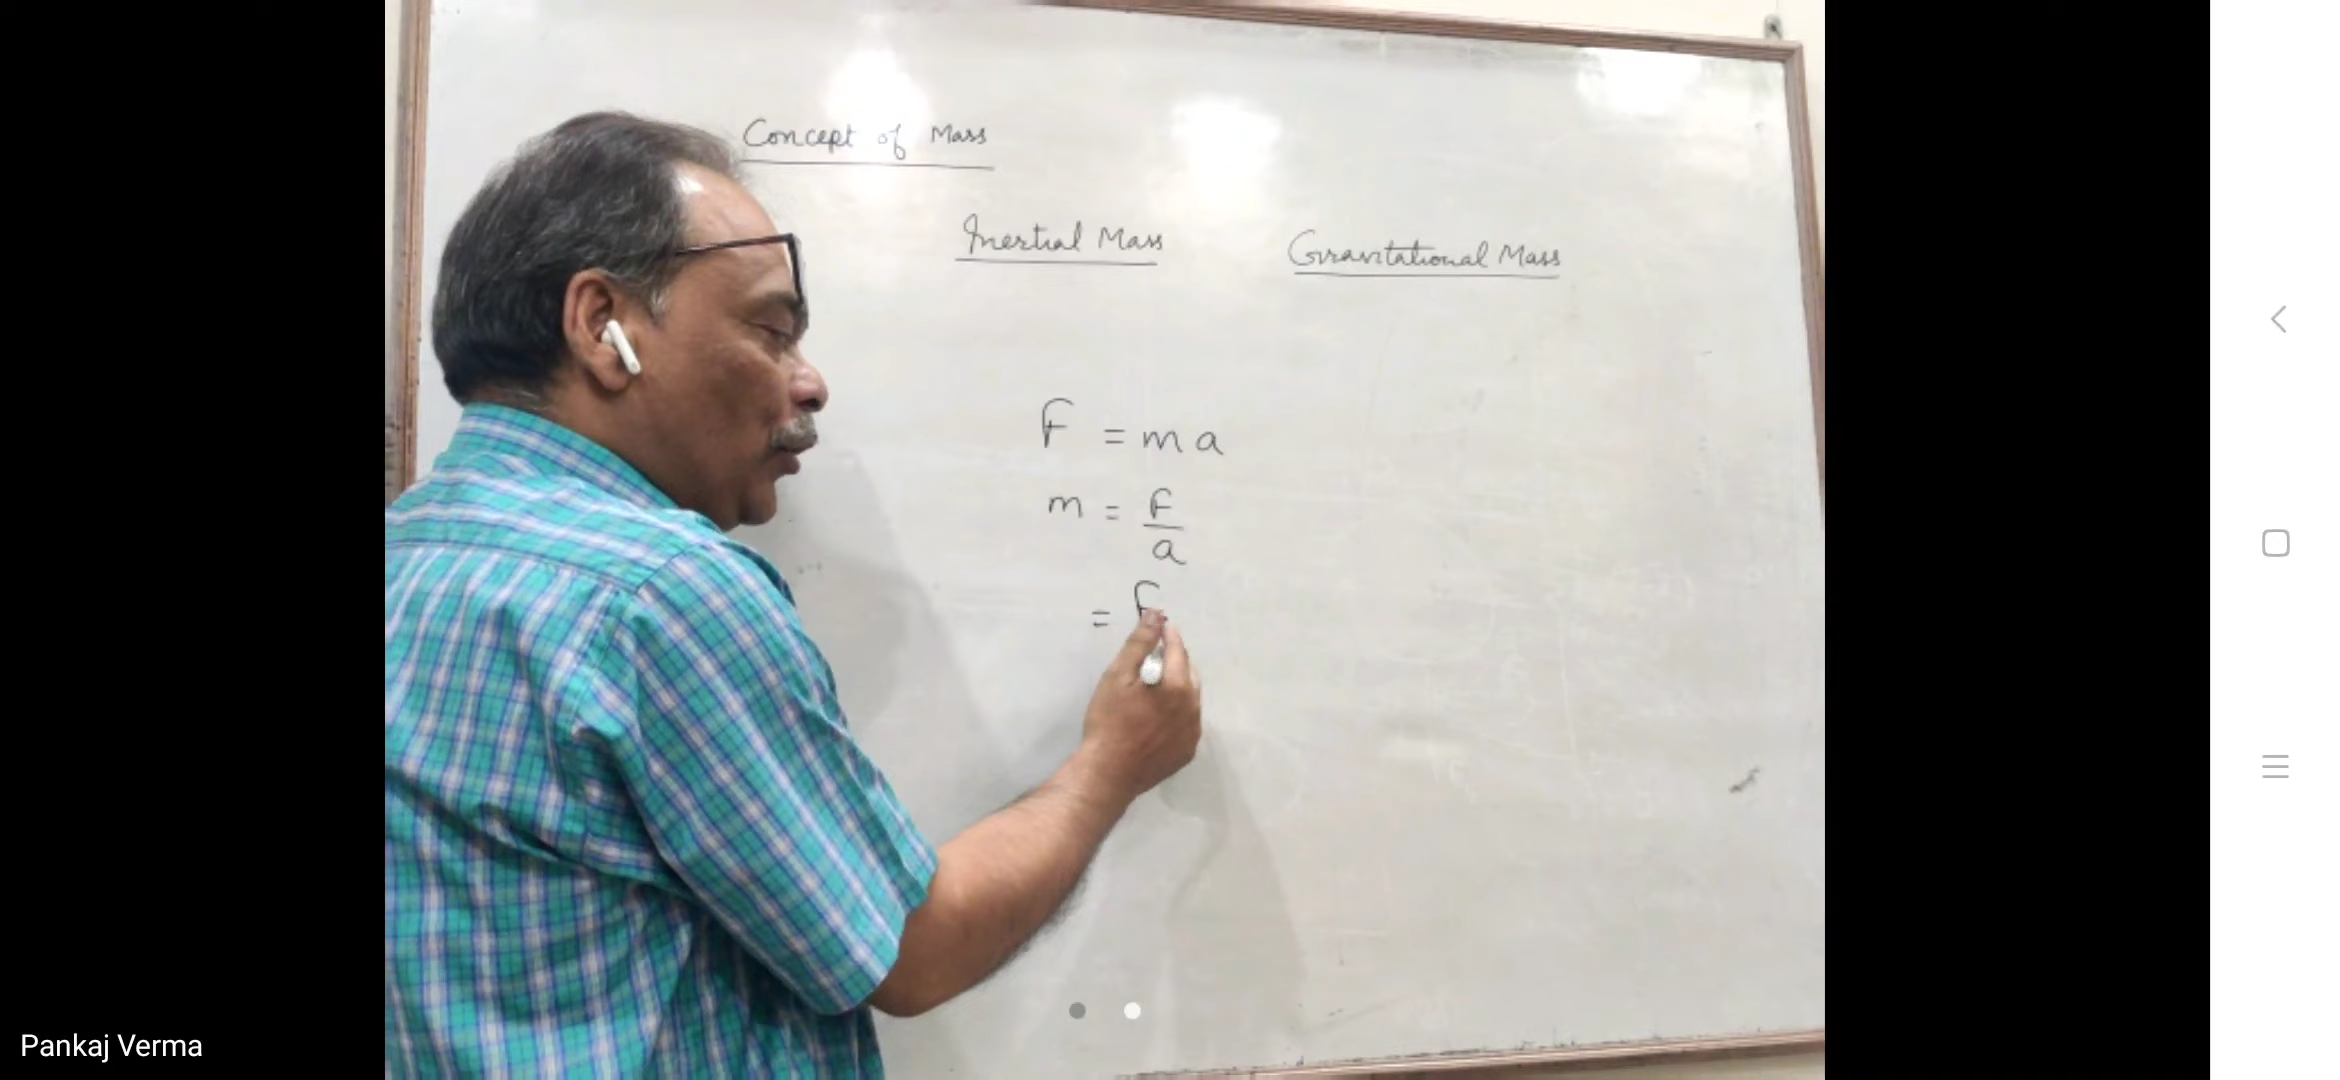 Concept of Mass
Inertial Mass
Gravitational Mass
F = ma
m = F/a
= F
Pankaj Verma